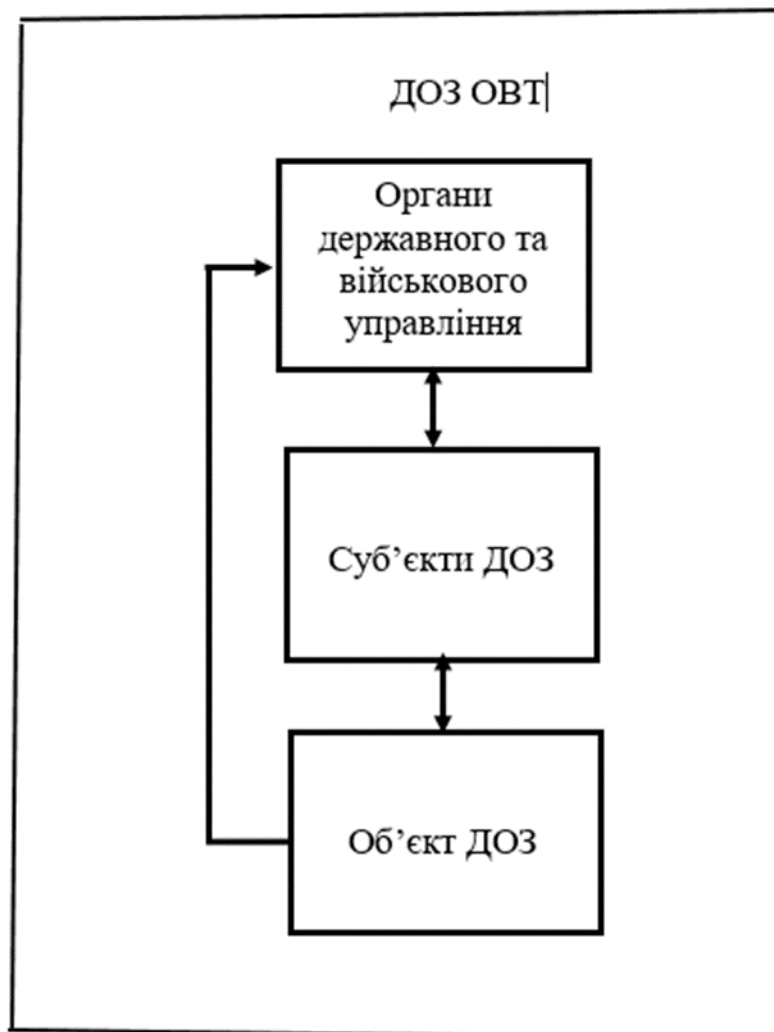 ДОЗ ОВТ
Органи
державного та
військового
управління
Суб’єкти ДОЗ
Об’єкт ДОЗ